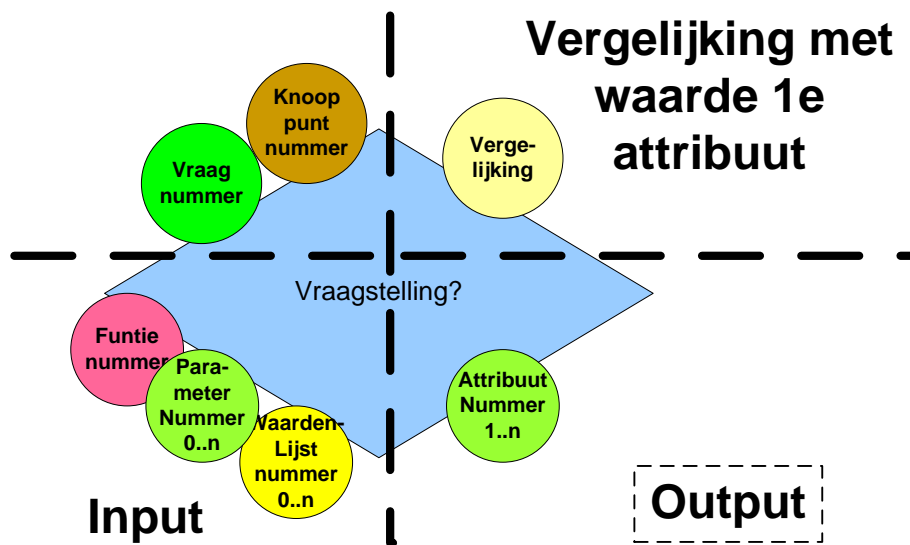 Vergelijking met
waarde 1e
attribuut
Knoop
punt
nummer
Verge-
lijking
Vraag
nummer
Vraagstelling?
Funtie
nummer
Para-
meter
Nummer
0..n
Waarden-
Lijst
nummer
0..n
Attribuut
Nummer
1..n
Input
Output